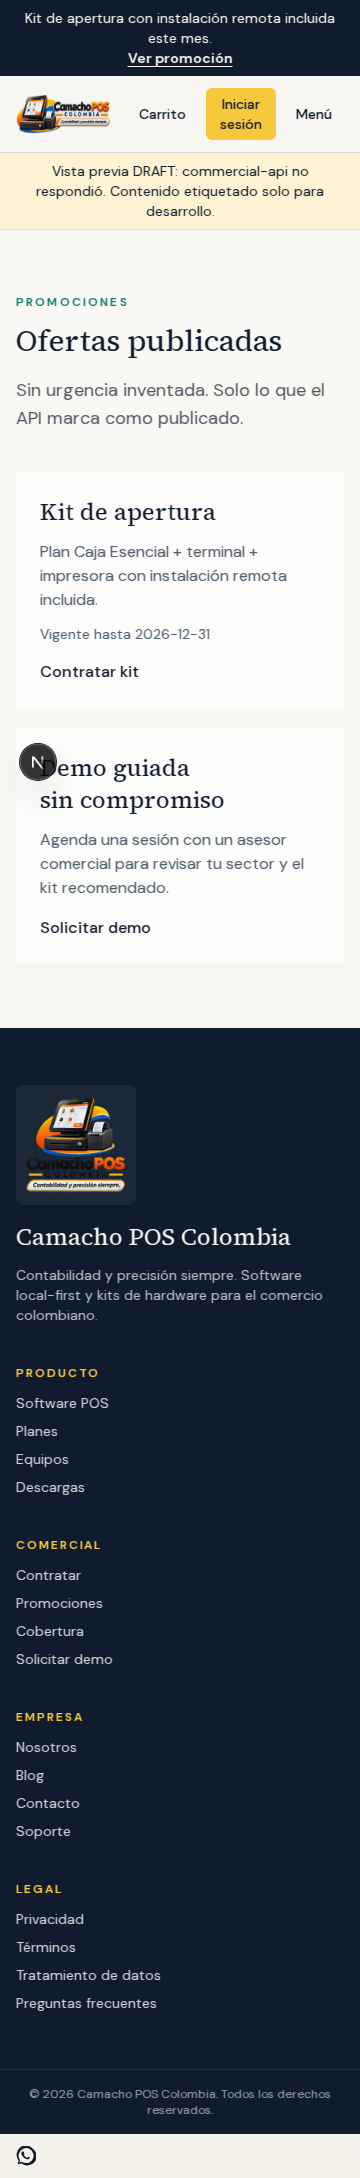 Kit de apertura con instalación remota incluida
este mes.
Ver promoción
CamachoPOS
COLOMBIA
Contabilidad y precisión siempre.
Carrito
Iniciar
sesión
Menú
Vista previa DRAFT: commercial-api no
respondió. Contenido etiquetado solo para
desarrollo.
PROMOCIONES
Ofertas publicadas
Sin urgencia inventada. Solo lo que el
API marca como publicado.
Kit de apertura
Plan Caja Esencial + terminal +
impresora con instalación remota
incluida.
Vigente hasta 2026-12-31
Contratar kit
N
Demo guiada
sin compromiso
Agenda una sesión con un asesor
comercial para revisar tu sector y el
kit recomendado.
Solicitar demo
CamachoPOS
COLOMBIA
Contabilidad y precisión siempre.
Camacho POS Colombia
Contabilidad y precisión siempre. Software
local-first y kits de hardware para el comercio
colombiano.
PRODUCTO
Software POS
Planes
Equipos
Descargas
COMERCIAL
Contratar
Promociones
Cobertura
Solicitar demo
EMPRESA
Nosotros
Blog
Contacto
Soporte
LEGAL
Privacidad
Términos
Tratamiento de datos
Preguntas frecuentes
© 2026 Camacho POS Colombia. Todos los derechos
reservados.